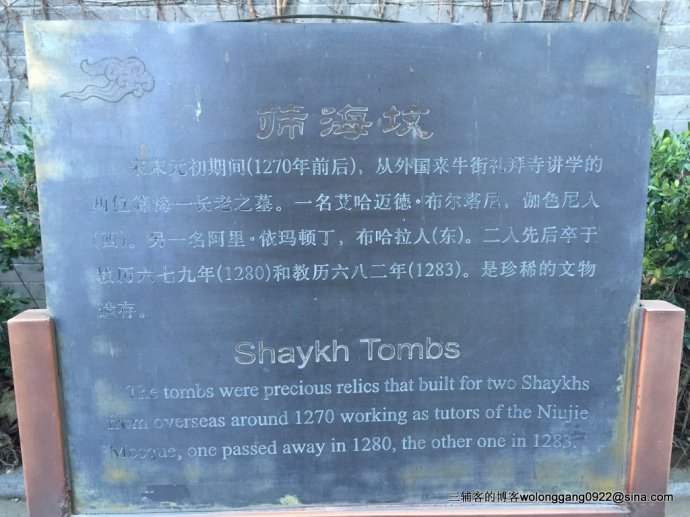 筛海坟
宋末元初期间(1270年前后)，从外国来牛街礼拜寺讲学的
两位筛海—长老之墓。一名艾哈迈德·布尔塔尼，伽色尼人
(西)。另一名阿里·依玛顿丁，布哈拉人(东)。二人先后卒于
教历六七九年(1280)和教历六八二年(1283)。是珍稀的文物
遗存。
Shaykh Tombs
The tombs were precious relics that built for two Shaykhs
from overseas around 1270 working as tutors of the Niujie
Mosque, one passed away in 1280, the other one in 1283.
三辅客的博客wolonggang0922@sina.com